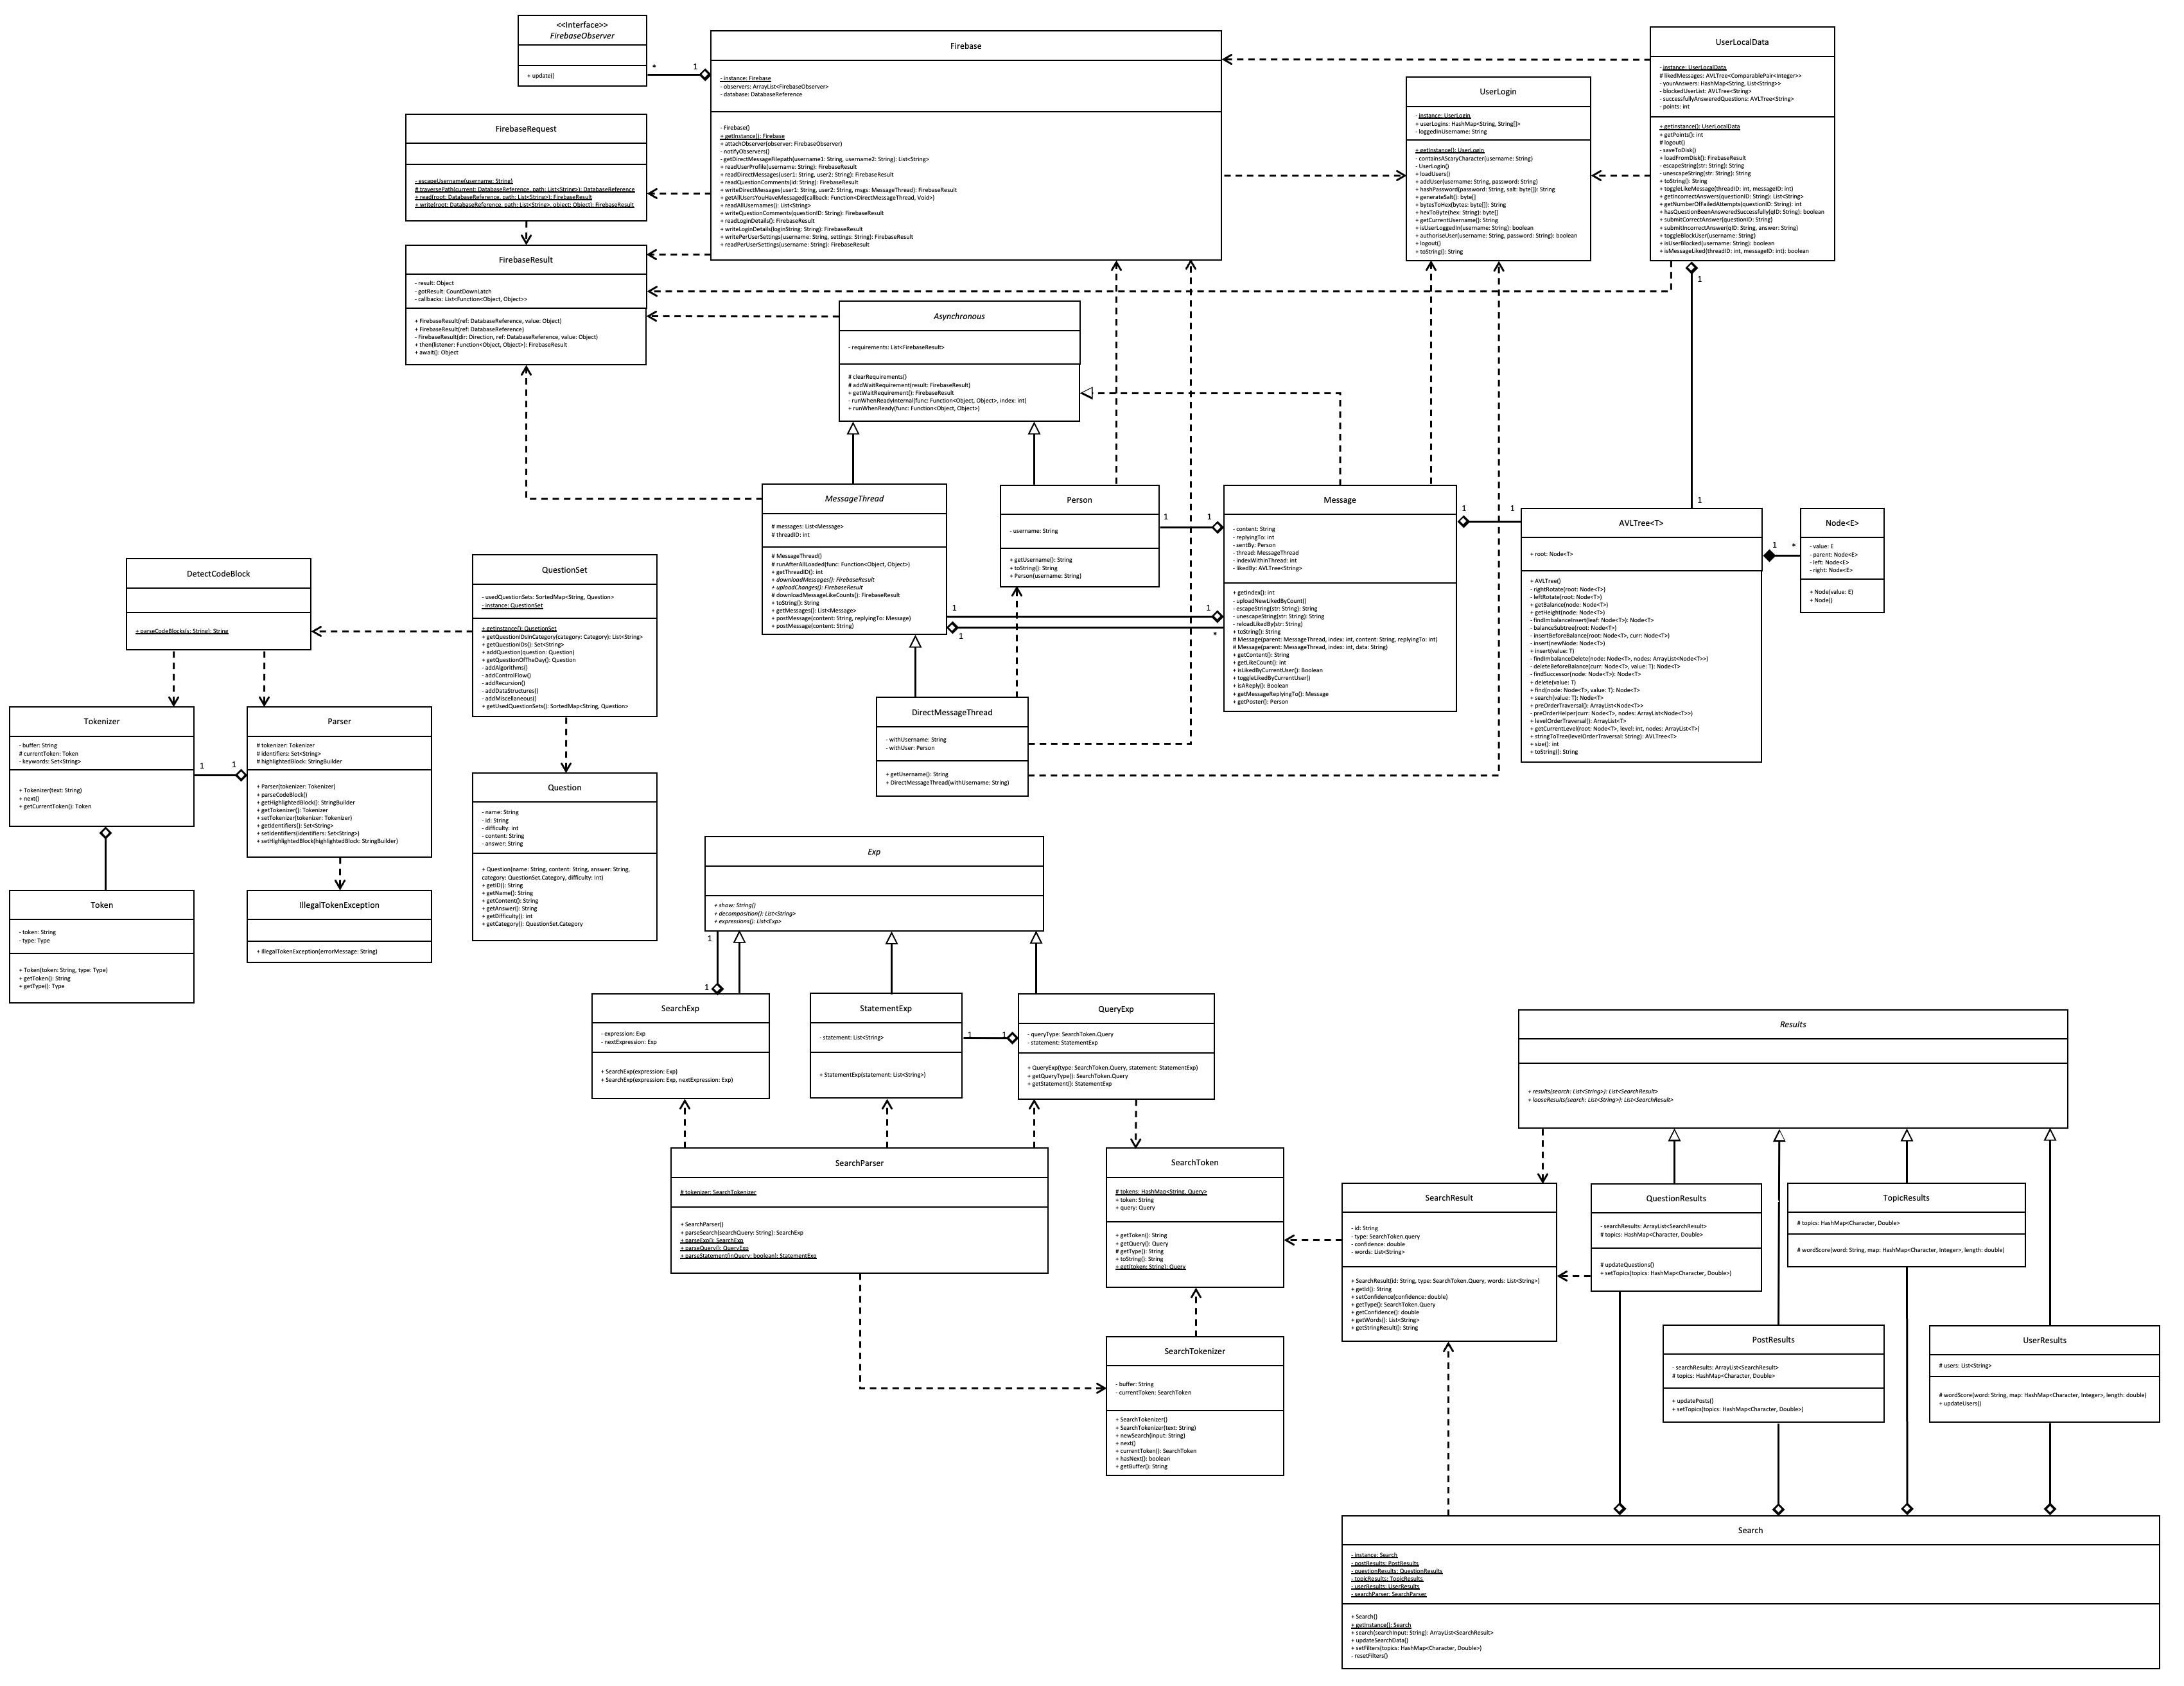 <<Interface>>
FirebaseObserver
+ update()
*
1
Firebase
- instance: Firebase
- observers: ArrayList<FirebaseObserver>
- database: DatabaseReference
- Firebase()
+ getInstance(): Firebase
+ attachObserver(observer: FirebaseObserver)
- notifyObservers()
- getDirectMessageFilepath(username1: String, username2: String): List<String>
+ readUserProfile(username: String): FirebaseResult
+ readDirectMessages(user1: String, user2: String): FirebaseResult
+ readQuestionComments(id: String): FirebaseResult
+ writeDirectMessages(user1: String, user2: String, msgs: MessageThread): FirebaseResult
+ getAllUsersYouHaveMessaged(callback: Function<DirectMessageThread, Void>)
+ readAllUsernames(): List<String>
+ writeQuestionComments(questionID: String): FirebaseResult
+ readLoginDetails(): FirebaseResult
+ writeLoginDetails(loginString: String): FirebaseResult
+ writePerUserSettings(username: String, settings: String): FirebaseResult
+ readPerUserSettings(username: String): FirebaseResult
UserLogin
- instance: UserLogin
+ userLogins: HashMap<String, String[]>
- loggedInUsername: String
+ getInstance(): UserLogin
- containsAScaryCharacter(username: String)
- UserLogin()
+ loadUsers()
+ addUser(username: String, password: String)
+ hashPassword(password: String, salt: byte[]): String
+ generateSalt(): byte[]
+ bytesToHex(bytes: byte[]): String
+ hexToByte(hex: String): byte[]
+ getCurrentUsername(): String
+ isUserLoggedIn(username: String): boolean
+ authoriseUser(username: String, password: String): boolean
+ logout()
+ toString(): String
UserLocalData
- instance: UserLocalData
# likedMessages: AVLTree<ComparablePair<Integer>>
- yourAnswers: HashMap<String, List<String>>
- blockedUserList: AVLTree<String>
- successfullyAnsweredQuestions: AVLTree<String>
- points: int
+ getInstance(): UserLocalData
+ getPoints(): int
# logout()
- saveToDisk()
+ loadFromDisk(): FirebaseResult
- escapeString(str: String): String
- unescapeString(str: String): String
+ toString(): String
+ toggleLikeMessage(threadID: int, messageID: int)
+ getIncorrectAnswers(questionID: String): List<String>
+ getNumberOfFailedAttempts(questionID: String): int
+ hasQuestionBeenAnsweredSuccessfully(qID: String): boolean
+ submitCorrectAnswer(questionID: String)
+ submitIncorrectAnswer(qID: String, answer: String)
+ toggleBlockUser(username: String)
+ isUserBlocked(username: String): boolean
+ isMessageLiked(threadID: int, messageID: int): boolean
1
1
FirebaseRequest
- escapeUsername(username: String)
# traversePath(current: DatabaseReference, path: List<String>): DatabaseReference
+ read(root: DatabaseReference, path: List<String>): FirebaseResult
+ write(root: DatabaseReference, path: List<String>, object: Object): FirebaseResult
FirebaseResult
- result: Object
- gotResult: CountDownLatch
- callbacks: List<Function<Object, Object>>
+ FirebaseResult(ref: DatabaseReference, value: Object)
+ FirebaseResult(ref: DatabaseReference)
- FirebaseResult(dir: Direction, ref: DatabaseReference, value: Object)
+ then(listener: Function<Object, Object>): FirebaseResult
+ await(): Object
Asynchronous
- requirements: List<FirebaseResult>
# clearRequirements()
# addWaitRequirement(result: FirebaseResult)
+ getWaitRequirement(): FirebaseResult
- runWhenReadyInternal(func: Function<Object, Object>, index: int)
+ runWhenReady(func: Function<Object, Object>)
MessageThread
# messages: List<Message>
# threadID: int
# MessageThread()
# runAfterAllLoaded(func: Function<Object, Object>)
+ getThreadID(): int
+ downloadMessages(): FirebaseResult
+ uploadChanges(): FirebaseResult
# downloadMessageLikeCounts(): FirebaseResult
+ toString(): String
+ getMessages(): List<Message>
+ postMessage(content: String, replyingTo: Message)
+ postMessage(content: String)
Person
- username: String
+ getUsername(): String
+ toString(): String
+ Person(username: String)
1
1
1
1
1
*
Message
- content: String
- replyingTo: int
- sentBy: Person
- thread: MessageThread
- indexWithinThread: int
- likedBy: AVLTree<String>
+ getIndex(): int
- uploadNewLikedByCount()
- escapeString(str: String): String
- unescapeString(str: String): String
- reloadLikedBy(str: String)
+ toString(): String
# Message(parent: MessageThread, index: int, content: String, replyingTo: int)
# Message(parent: MessageThread, index: int, data: String)
+ getContent(): String
+ getLikeCount(): int
+ isLikedByCurrentUser(): Boolean
+ toggleLikedByCurrentUser()
+ isAReply(): Boolean
+ getMessageReplyingTo(): Message
+ getPoster(): Person
1
1
AVLTree<T>
+ root: Node<T>
+ AVLTree()
- rightRotate(root: Node<T>)
- leftRotate(root: Node<T>)
+ getBalance(node: Node<T>)
+ getHeight(node: Node<T>)
- findImbalanceInsert(leaf: Node<T>): Node<T>
- balanceSubtree(root: Node<T>)
- insertBeforeBalance(root: Node<T>, curr: Node<T>)
- insert(newNode: Node<T>)
+ insert(value: T)
- findImbalanceDelete(node: Node<T>, nodes: ArrayList<Node<T>>)
- deleteBeforeBalance(curr: Node<T>, value: T): Node<T>
- findSuccessor(node: Node<T>): Node<T>
+ delete(value: T)
+ find(node: Node<T>, value: T): Node<T>
+ search(value: T): Node<T>
+ preOrderTraversal(): ArrayList<Node<T>>
- preOrderHelper(curr: Node<T>, nodes: ArrayList<Node<T>>)
+ levelOrderTraversal(): ArrayList<T>
+ getCurrentLevel(root: Node<T>, level: int, nodes: ArrayList<T>)
+ stringToTree(levelOrderTraversal: String): AVLTree<T>
+ size(): int
+ toString(): String
1
*
Node<E>
- value: E
- parent: Node<E>
- left: Node<E>
- right: Node<E>
+ Node(value: E)
+ Node()
DirectMessageThread
- withUsername: String
- withUser: Person
+ getUsername(): String
+ DirectMessageThread(withUsername: String)
DetectCodeBlock
+ parseCodeBlocks(s: String): String
QuestionSet
- usedQuestionSets: SortedMap<String, Question>
- instance: QuestionSet
+ getInstance(): QusetionSet
+ getQuestionIDsInCategory(category: Category): List<String>
+ getQuestionIDs(): Set<String>
+ addQuestion(question: Question)
+ getQuestionOfTheDay(): Question
- addAlgorithms()
- addControlFlow()
- addRecursion()
- addDataStructures()
- addMiscellaneous()
+ getUsedQuestionSets(): SortedMap<String, Question>
Tokenizer
- buffer: String
# currentToken: Token
- keywords: Set<String>
+ Tokenizer(text: String)
+ next()
+ getCurrentToken(): Token
1
1
Parser
# tokenizer: Tokenizer
# identifiers: Set<String>
# highlightedBlock: StringBuilder
+ Parser(tokenizer: Tokenizer)
+ parseCodeBlock()
+ getHighlightedBlock(): StringBuilder
+ getTokenizer(): Tokenizer
+ setTokenizer(tokenizer: Tokenizer)
+ getIdentifiers(): Set<String>
+ setIdentifiers(identifiers: Set<String>)
+ setHighlightedBlock(highlightedBlock: StringBuilder)
Question
- name: String
- id: String
- difficulty: int
- content: String
- answer: String
+ Question(name: String, content: String, answer: String,
category: QuestionSet.Category, difficulty: Int)
+ getID(): String
+ getName(): String
+ getContent(): String
+ getAnswer(): String
+ getDifficulty(): int
+ getCategory(): QuestionSet.Category
Token
- token: String
- type: Type
+ Token(token: String, type: Type)
+ getToken(): String
+ getType(): Type
IllegalTokenException
+ IllegalTokenException(errorMessage: String)
Exp
+ show: String()
+ decomposition(): List<String>
+ expressions(): List<Exp>
1
1
SearchExp
- expression: Exp
- nextExpression: Exp
+ SearchExp(expression: Exp)
+ SearchExp(expression: Exp, nextExpression: Exp)
StatementExp
- statement: List<String>
+ StatementExp(statement: List<String>)
1
1
QueryExp
- queryType: SearchToken.Query
- statement: StatementExp
+ QueryExp(type: SearchToken.Query, statement: StatementExp)
+ getQueryType(): SearchToken.Query
+ getStatement(): StatementExp
SearchParser
# tokenizer: SearchTokenizer
+ SearchParser()
+ parseSearch(searchQuery: String): SearchExp
+ parseExp(): SearchExp
+ parseQuery(): QueryExp
+ parseStatement(inQuery: boolean): StatementExp
SearchToken
# tokens: HashMap<String, Query>
+ token: String
+ query: Query
+ getToken(): String
+ getQuery(): Query
# getType(): String
+ toString(): String
+ get(token: String): Query
SearchTokenizer
- buffer: String
- currentToken: SearchToken
+ SearchTokenizer()
+ SearchTokenizer(text: String)
+ newSearch(input: String)
+ next()
+ currentToken(): SearchToken
+ hasNext(): boolean
+ getBuffer(): String
Results
+ results(search: List<String>): List<SearchResult>
+ looseResults(search: List<String>): List<SearchResult>
SearchResult
- id: String
- type: SearchToken.query
- confidence: double
- words: List<String>
+ SearchResult(id: String, type: SearchToken.Query, words: List<String>)
+ getId(): String
+ setConfidence(confidence: double)
+ getType(): SearchToken.Query
+ getConfidence(): double
+ getWords(): List<String>
+ getStringResult(): String
QuestionResults
- searchResults: ArrayList<SearchResult>
# topics: HashMap<Character, Double>
# updateQuestions()
+ setTopics(topics: HashMap<Character, Double>)
TopicResults
# topics: HashMap<Character, Double>
# wordScore(word: String, map: HashMap<Character, Integer>, length: double)
PostResults
- searchResults: ArrayList<SearchResult>
# topics: HashMap<Character, Double>
+ updatePosts()
+ setTopics(topics: HashMap<Character, Double>)
UserResults
# users: List<String>
# wordScore(word: String, map: HashMap<Character, Integer>, length: double)
+ updateUsers()
Search
- instance: Search
- postResults: PostResults
- questionResults: QuestionResults
- topicResults: TopicResults
- userResults: UserResults
- searchParser: SearchParser
+ Search()
+ getInstance(): Search
+ search(searchInput: String): ArrayList<SearchResult>
+ updateSearchData()
+ setFilters(topics: HashMap<Character, Double>)
- resetFilters()